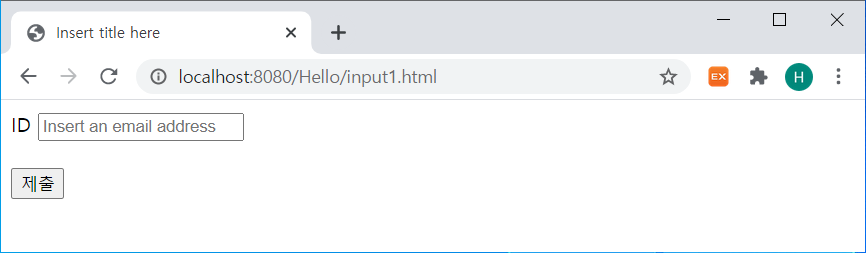 Insert title here
localhost:8080/Hello/input1.html
EX
H
ID Insert an email address
제출